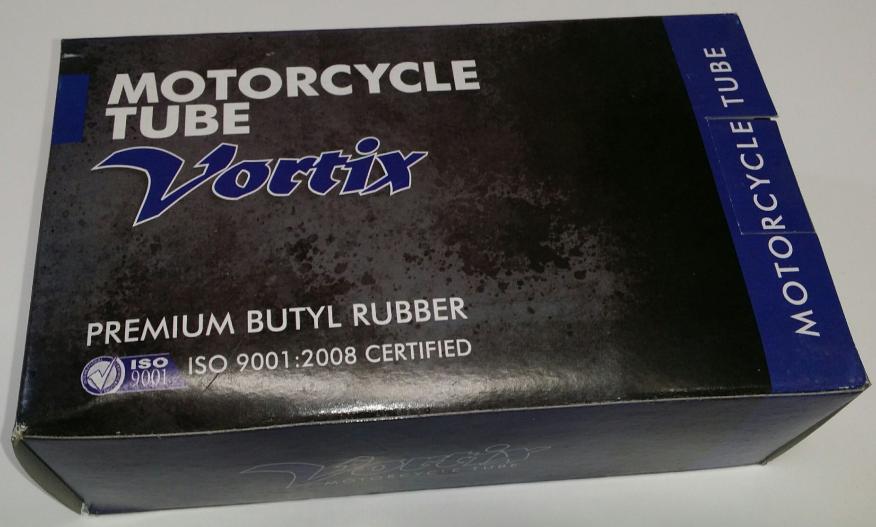 MOTORCYCLE
TUBE
Vortix
PREMIUM BUTYL RUBBER
ISO
9001
ISO 9001:2008 CERTIFIED
MOTORCYCLE TUBE
Vortix
MOTORCYCLE TUBE